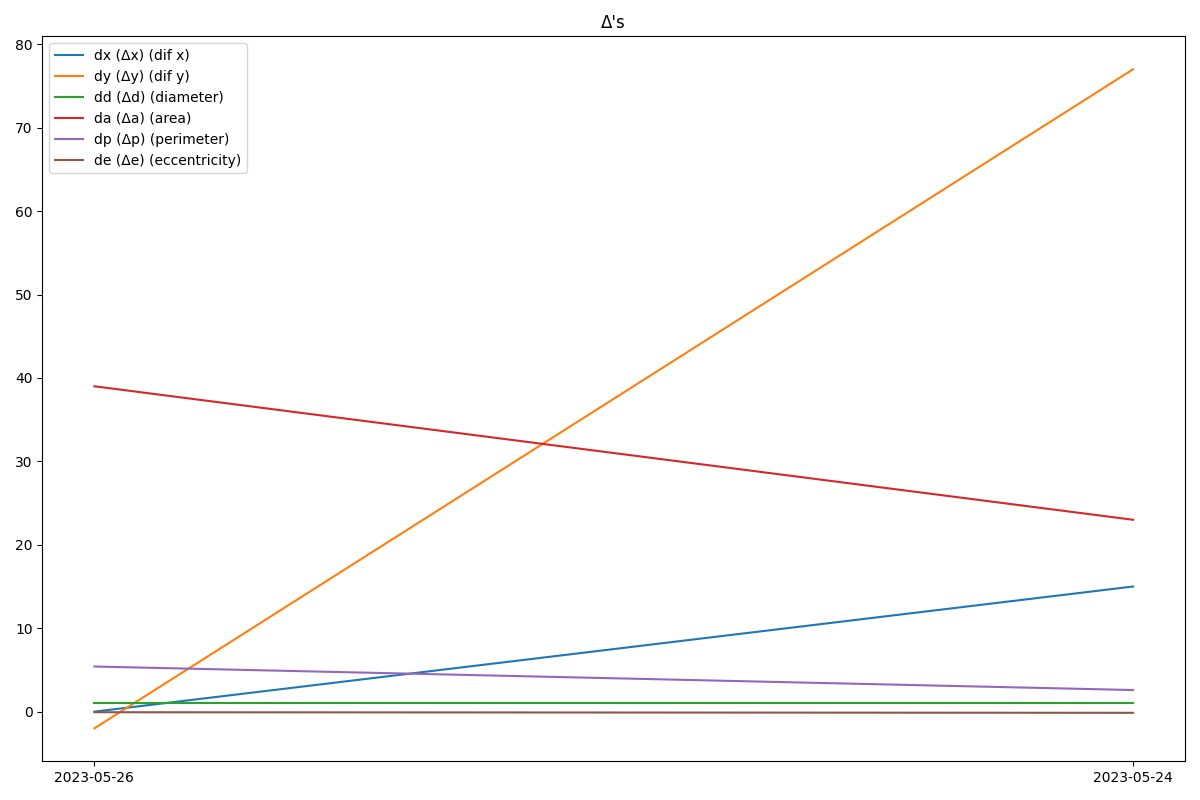 Δ's
dx (Δx) (dif x)
dy (Δy) (dif y)
dd (Δd) (diameter)
da (Δa) (area)
dp (Δp) (perimeter)
de (Δe) (eccentricity)
80
70
60
50
40
30
20
10
0
2023-05-26
2023-05-24